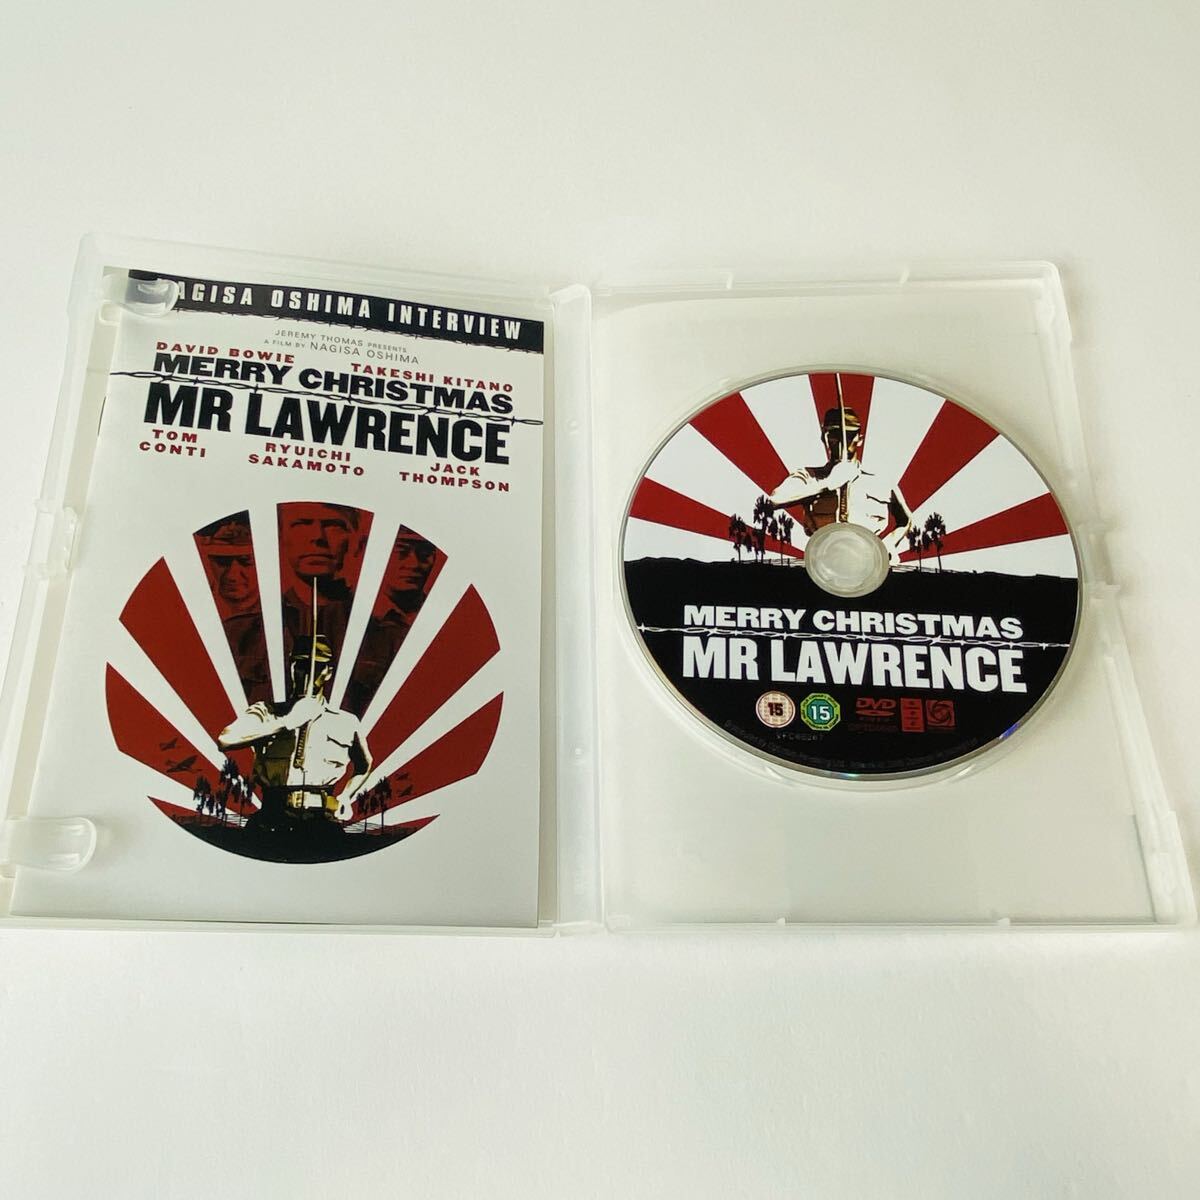 NAGISA OSHIMA INTERVIEW
JEREMY THOMAS PRESENTS
A FILM BY NAGISA OSHIMA
DAVID BOWIE
TAKESHI KITANO
MERRY CHRISTMAS
MR LAWRENCE
TOM
CONTI
RYUICHI
SAKAMOTO
JACK
THOMPSON
MERRY CHRISTMAS
MR LAWRENCE
15
15
DVD
VIDEO